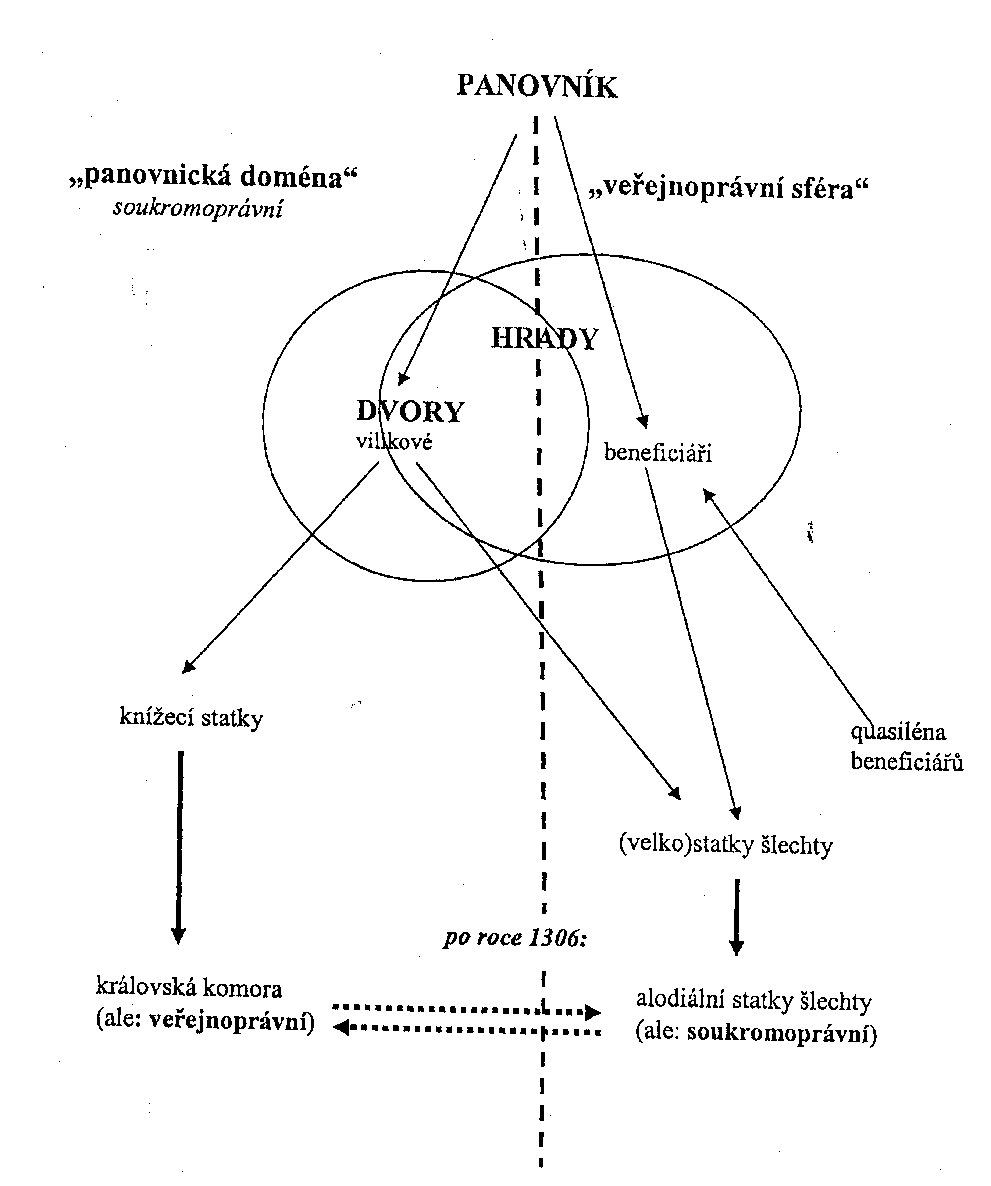 PANOVNÍK
„panovnická doména“
soukromoprávní
„veřejnoprávní sféra“
HRADY
DVORY
vilikové
beneficiáři
knížecí statky
quasiléna
beneficiářů
(velko)statky šlechty
po roce 1306:
královská komora
(ale: veřejnoprávní)
alodiální statky šlechty
(ale: soukromoprávní)